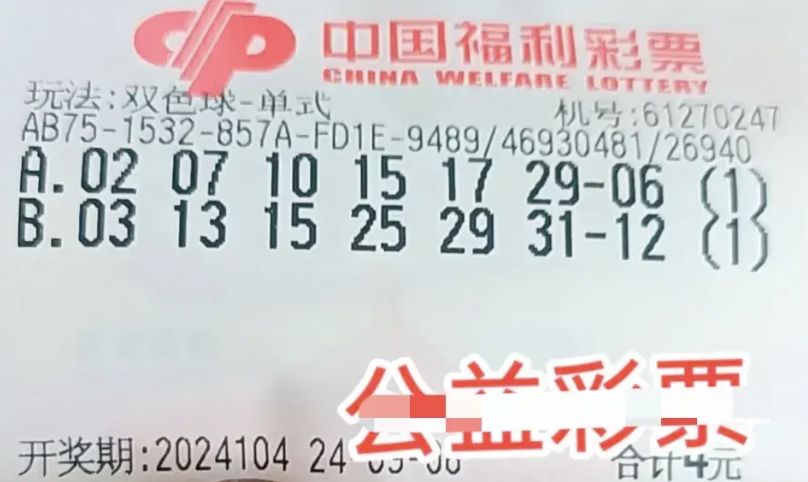 中国福利彩票
CHINA WELFARE LOTTERY
玩法:双色球-单式 机号:61270247
AB75-1532-857A-FD1E-9489/46930481/26940
A.02 07 10 15 17 29-06 (1)
B.03 13 15 25 29 31-12 (1)
公益彩票
开奖期:2024104 24 合计4元